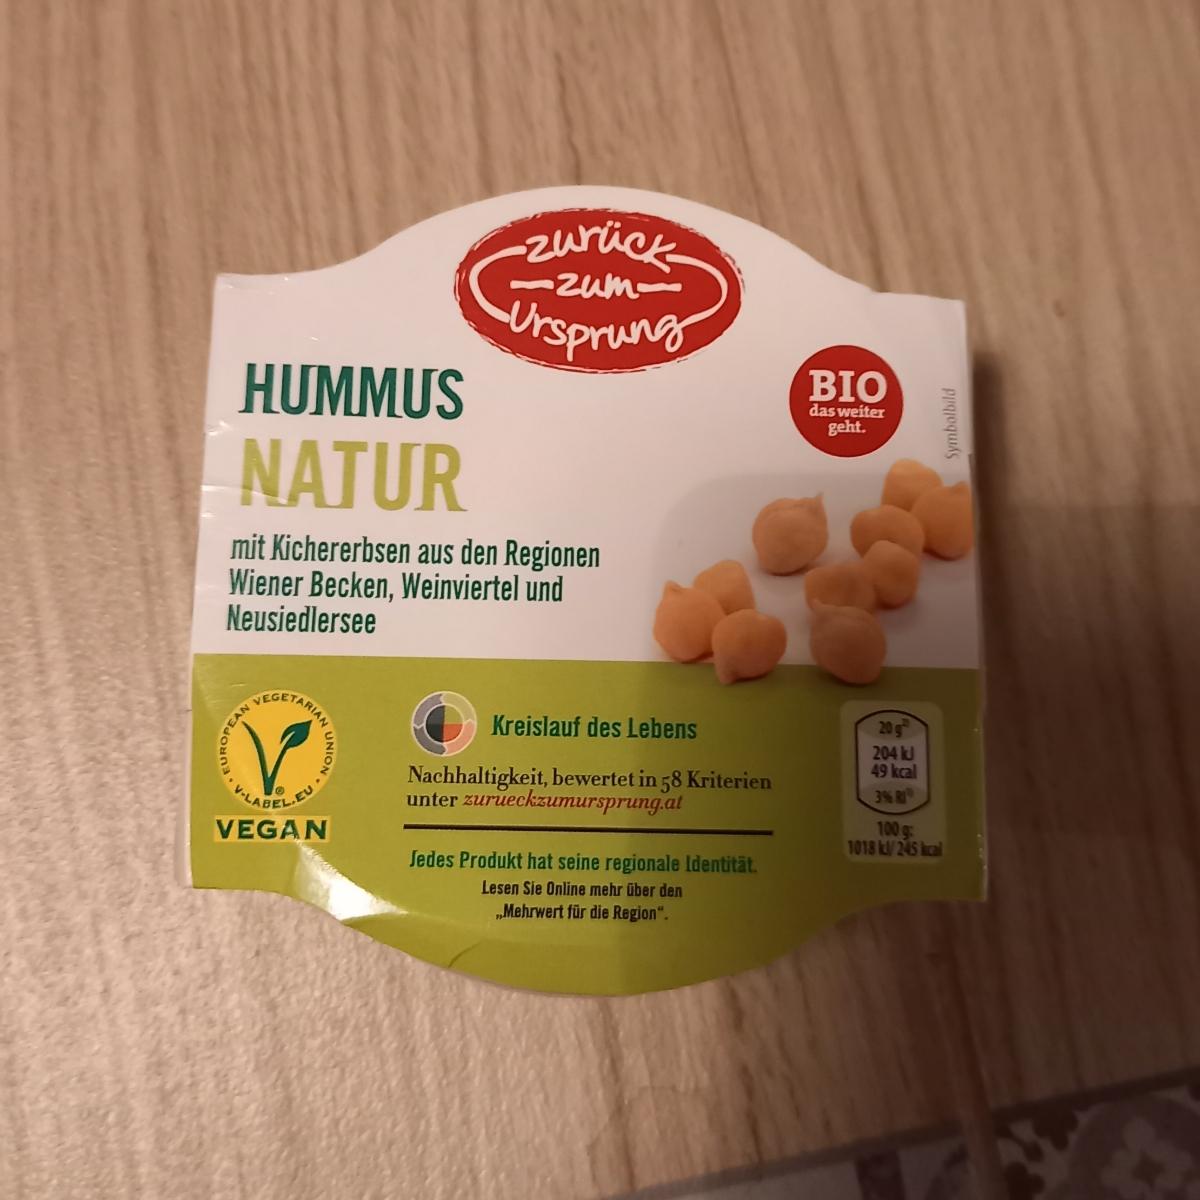 zurück
zum
Ursprung
HUMMUS
NATUR
mit Kichererbsen aus den Regionen
Wiener Becken, Weinviertel und
Neusiedlersee
BIO
das weiter
geht.
Symbolbild
EUROPEAN VEGETARIAN UNION
V-LABEL.EU
®
VEGAN
Kreislauf des Lebens
Nachhaltigkeit, bewertet in 58 Kriterien
unter zurueckzumursprung.at
Jedes Produkt hat seine regionale Identität.
Lesen Sie Online mehr über den
„Mehrwert für die Region“.
20 g²⁾
204 kJ
49 kcal
3% RI¹⁾
100 g:
1018 kJ/ 245 kcal